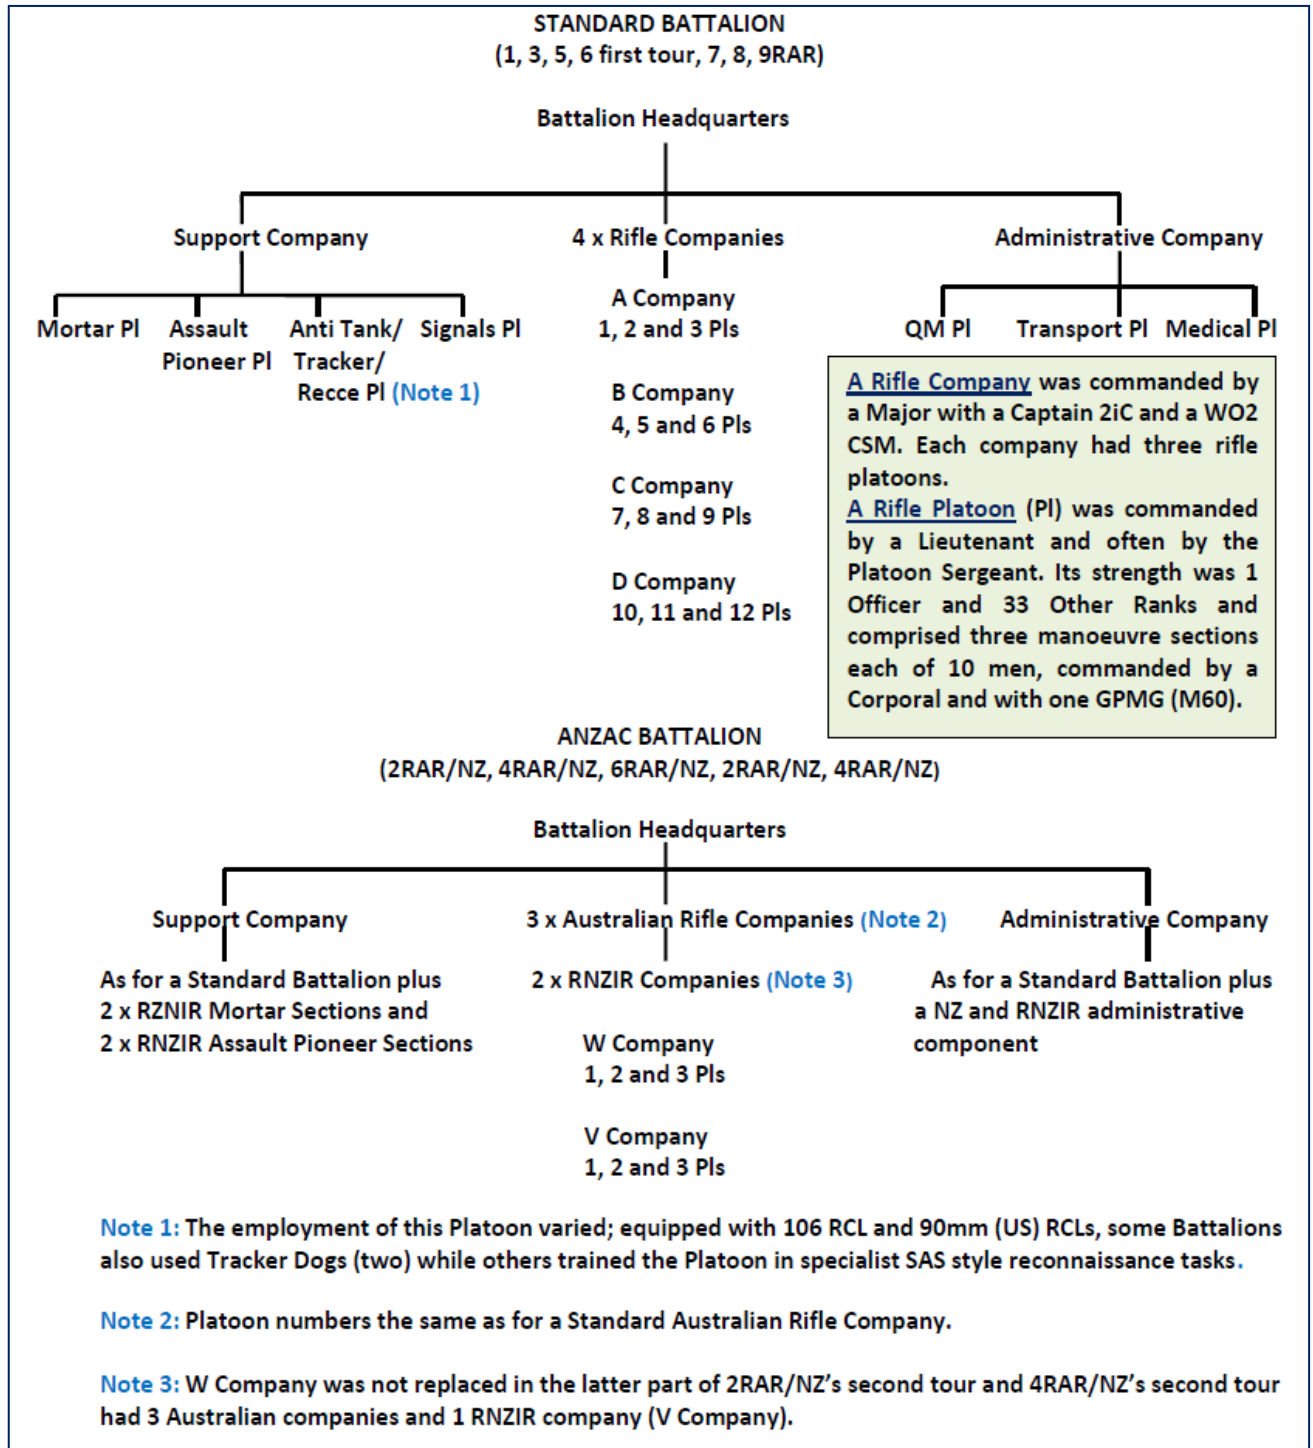 STANDARD BATTALION
(1, 3, 5, 6 first tour, 7, 8, 9RAR)
Battalion Headquarters
Support Company
4 x Rifle Companies
Administrative Company
Mortar Pl
Assault
Pioneer Pl
Anti Tank/
Tracker/
Recce Pl (Note 1)
Signals Pl
A Company
1, 2 and 3 Pls
B Company
4, 5 and 6 Pls
C Company
7, 8 and 9 Pls
D Company
10, 11 and 12 Pls
QM Pl
Transport Pl
Medical Pl
A Rifle Company was commanded by
a Major with a Captain 2iC and a WO2
CSM. Each company had three rifle
platoons.
A Rifle Platoon (Pl) was commanded
by a Lieutenant and often by the
Platoon Sergeant. Its strength was 1
Officer and 33 Other Ranks and
comprised three manoeuvre sections
each of 10 men, commanded by a
Corporal and with one GPMG (M60).
ANZAC BATTALION
(2RAR/NZ, 4RAR/NZ, 6RAR/NZ, 2RAR/NZ, 4RAR/NZ)
Battalion Headquarters
Support Company
3 x Australian Rifle Companies (Note 2)
Administrative Company
As for a Standard Battalion plus
2 x RZNIR Mortar Sections and
2 x RNZIR Assault Pioneer Sections
2 x RNZIR Companies (Note 3)
W Company
1, 2 and 3 Pls
V Company
1, 2 and 3 Pls
As for a Standard Battalion plus
a NZ and RNZIR administrative
component
Note 1: The employment of this Platoon varied; equipped with 106 RCL and 90mm (US) RCLs, some Battalions
also used Tracker Dogs (two) while others trained the Platoon in specialist SAS style reconnaissance tasks.
Note 2: Platoon numbers the same as for a Standard Australian Rifle Company.
Note 3: W Company was not replaced in the latter part of 2RAR/NZ’s second tour and 4RAR/NZ’s second tour
had 3 Australian companies and 1 RNZIR company (V Company).